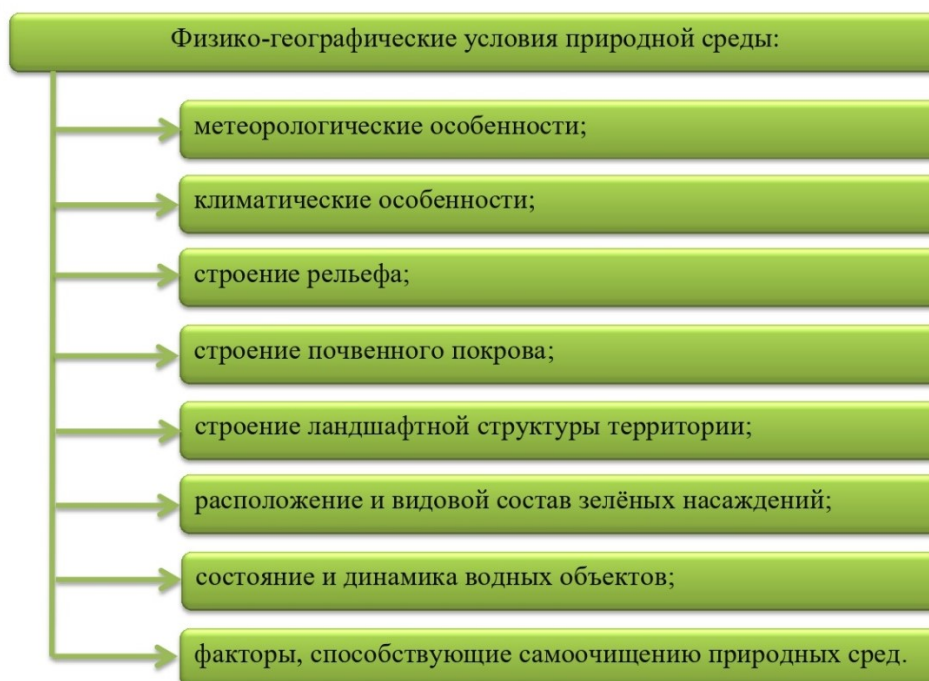 Физико-географические условия природной среды:
метеорологические особенности;
климатические особенности;
строение рельефа;
строение почвенного покрова;
строение ландшафтной структуры территории;
расположение и видовой состав зелёных насаждений;
состояние и динамика водных объектов;
факторы, способствующие самоочищению природных сред.